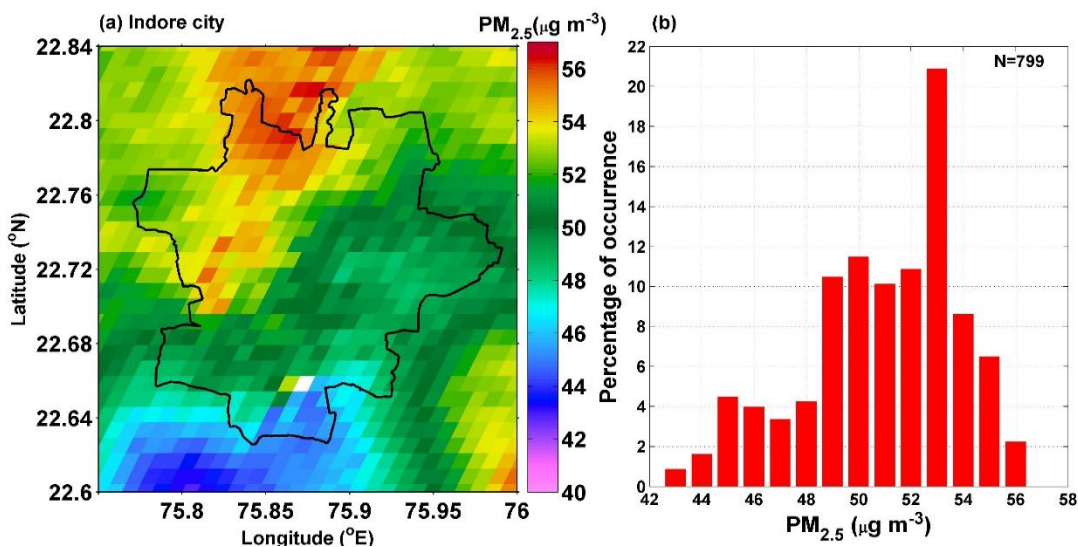 (a) Indore city
PM2.5(μg m-3)
22.84
22.8
22.76
22.72
22.68
22.64
22.6
Latitude (oN)
75.8 75.85 75.9 75.95 76
Longitude (oE)
56
54
52
50
48
46
44
42
40
(b)
N=799
22
20
18
16
14
12
10
8
6
4
2
0
Percentage of occurrence
42 44 46 48 50 52 54 56 58
PM2.5 (μg m-3)